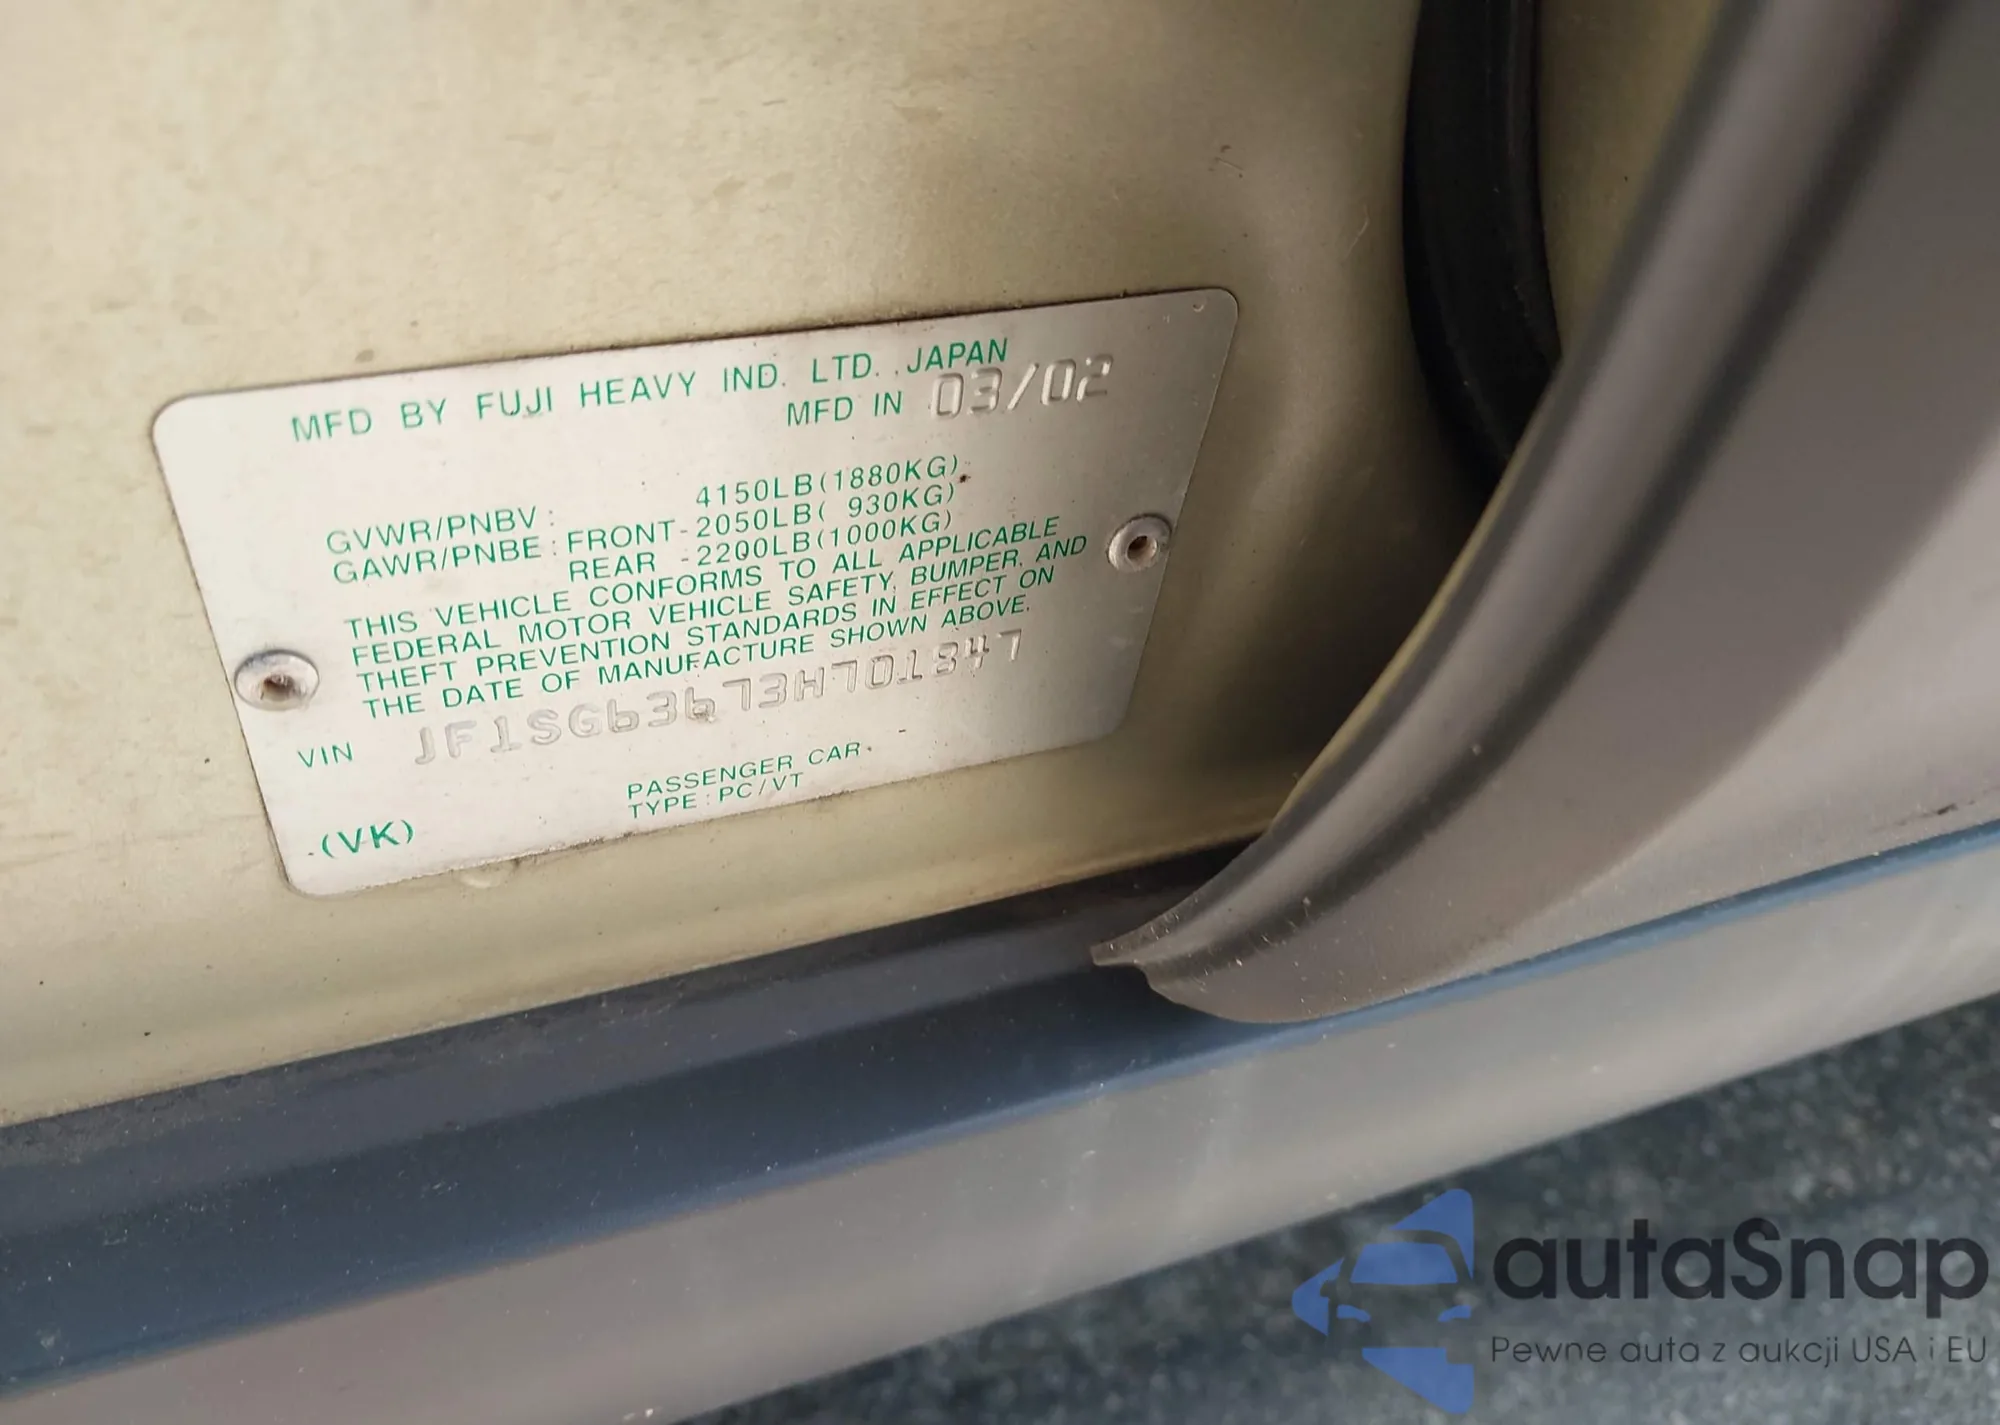 MFD BY FUJI HEAVY IND. LTD. JAPAN
MFD IN 03/02
GVWR/PNBV: 4150LB(1880KG)
GAWR/PNBE: FRONT-2050LB( 930KG)
REAR -2200LB(1000KG)
THIS VEHICLE CONFORMS TO ALL APPLICABLE
FEDERAL MOTOR VEHICLE SAFETY, BUMPER, AND
THEFT PREVENTION STANDARDS IN EFFECT ON
THE DATE OF MANUFACTURE SHOWN ABOVE.
VIN JF1SG63673H701847
PASSENGER CAR
TYPE: PC/VT
(VK)
autaSnap
Pewne auta z aukcji USA i EU